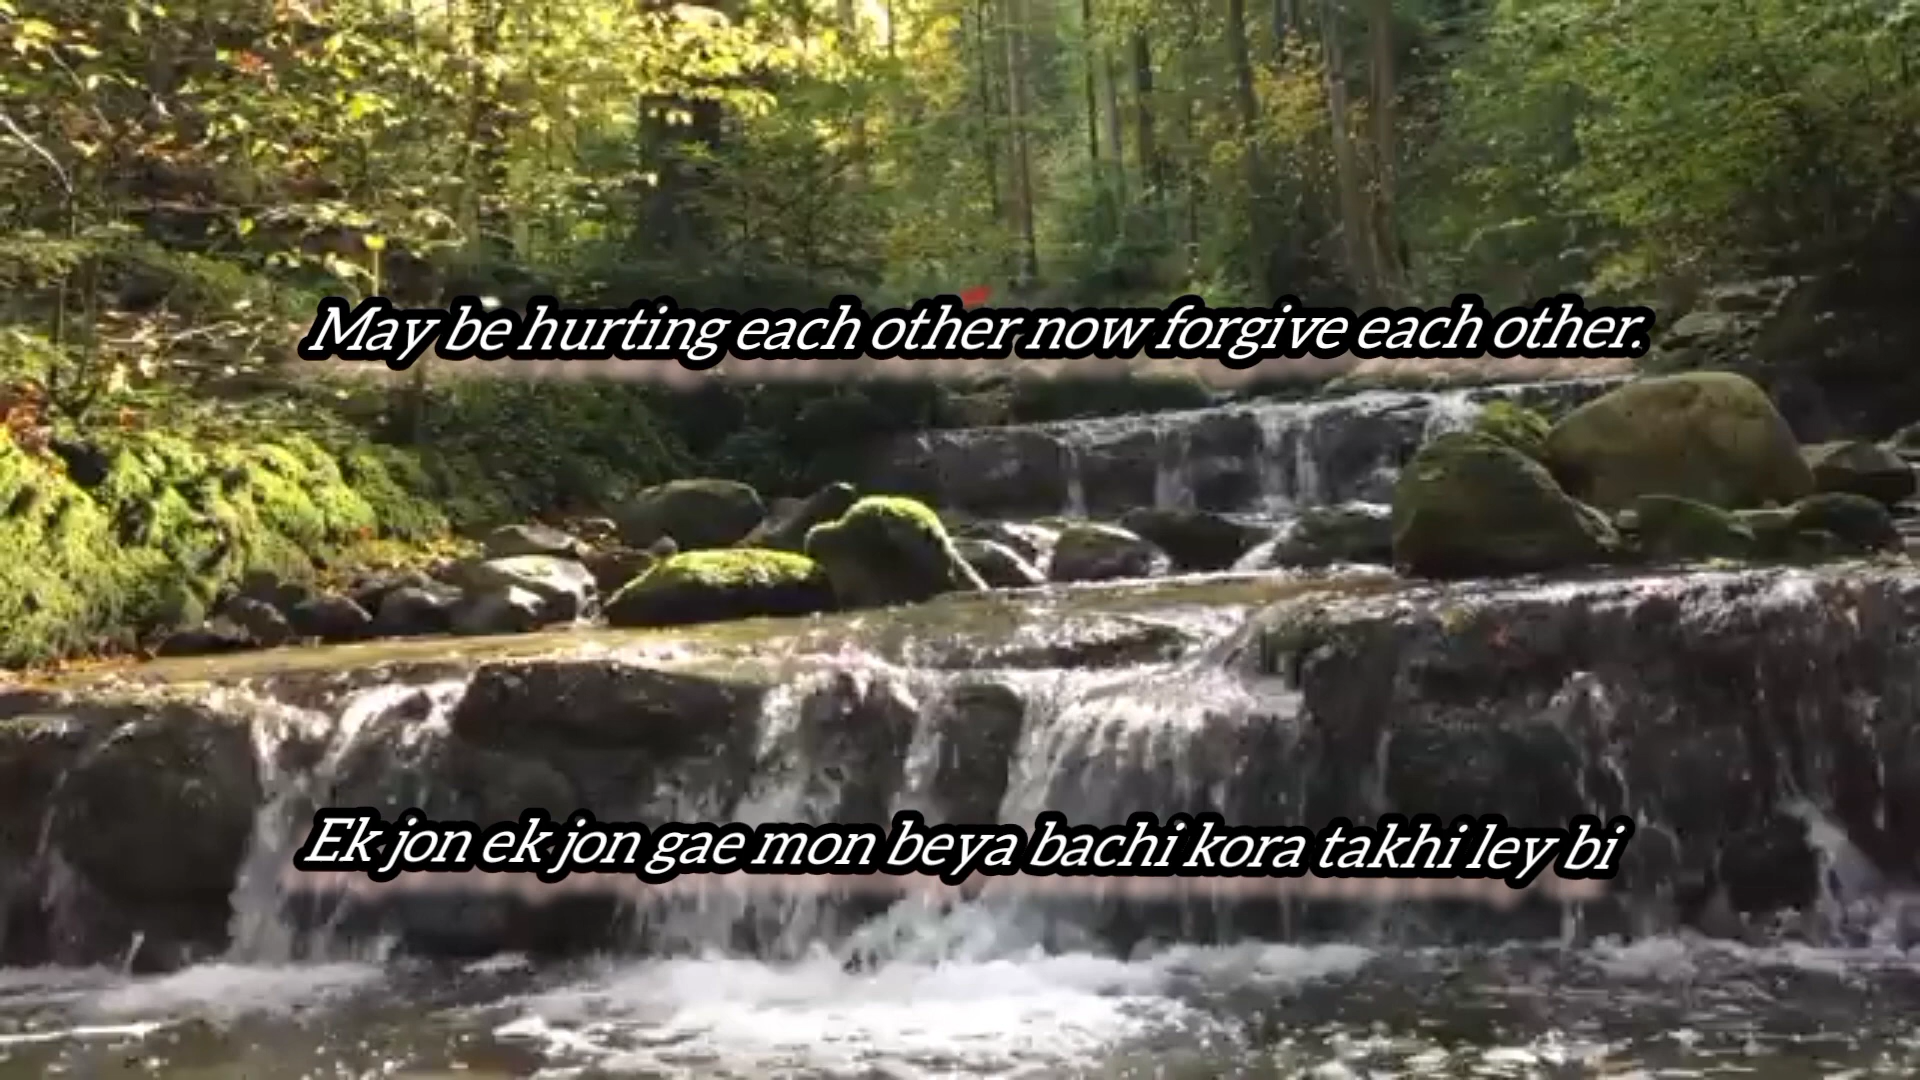 May be hurting each other now forgive each other.
Ek jon ek jon gae mon beya bachi kora takhi ley bi